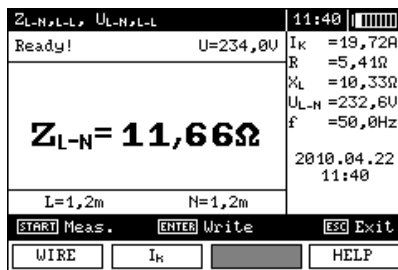 ZL-N,L-L, UL-N,L-L 11:40
Ready! U=234,0V
IK =19,72A
R =5,41Ω
XL =10,33Ω
UL-N =232,6V
f =50,0Hz
ZL-N= 11,66Ω
2010.04.22
11:40
L=1,2m N=1,2m
START Meas. ENTER Write ESC Exit
WIRE IK HELP